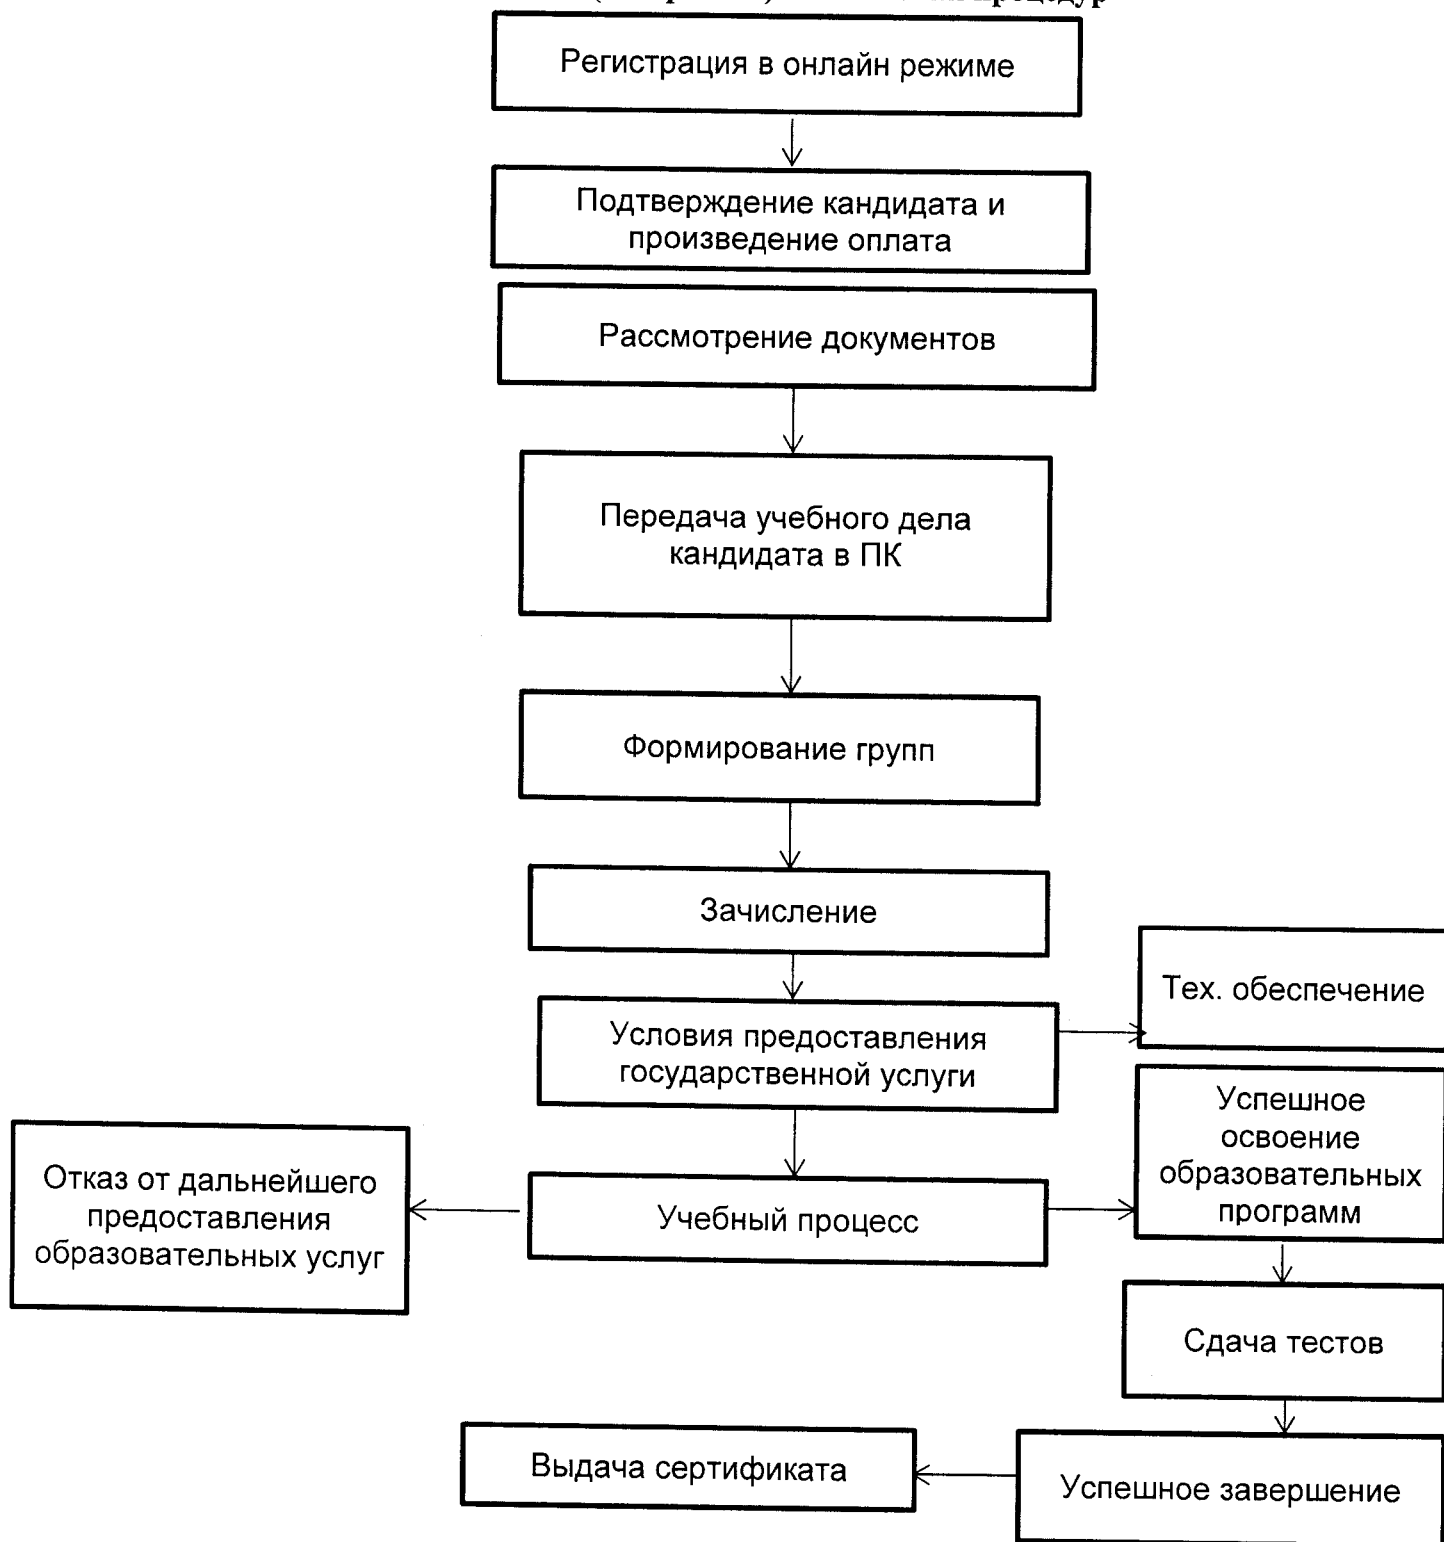 процедур
Регистрация в онлайн режиме
Подтверждение кандидата и
произведение оплата
Рассмотрение документов
Передача учебного дела
кандидата в ПК
Формирование групп
Зачисление
Тех. обеспечение
Условия предоставления
государственной услуги
Успешное
освоение
образовательных
программ
Отказ от дальнейшего
предоставления
образовательных услуг
Учебный процесс
Сдача тестов
Выдача сертификата
Успешное завершение